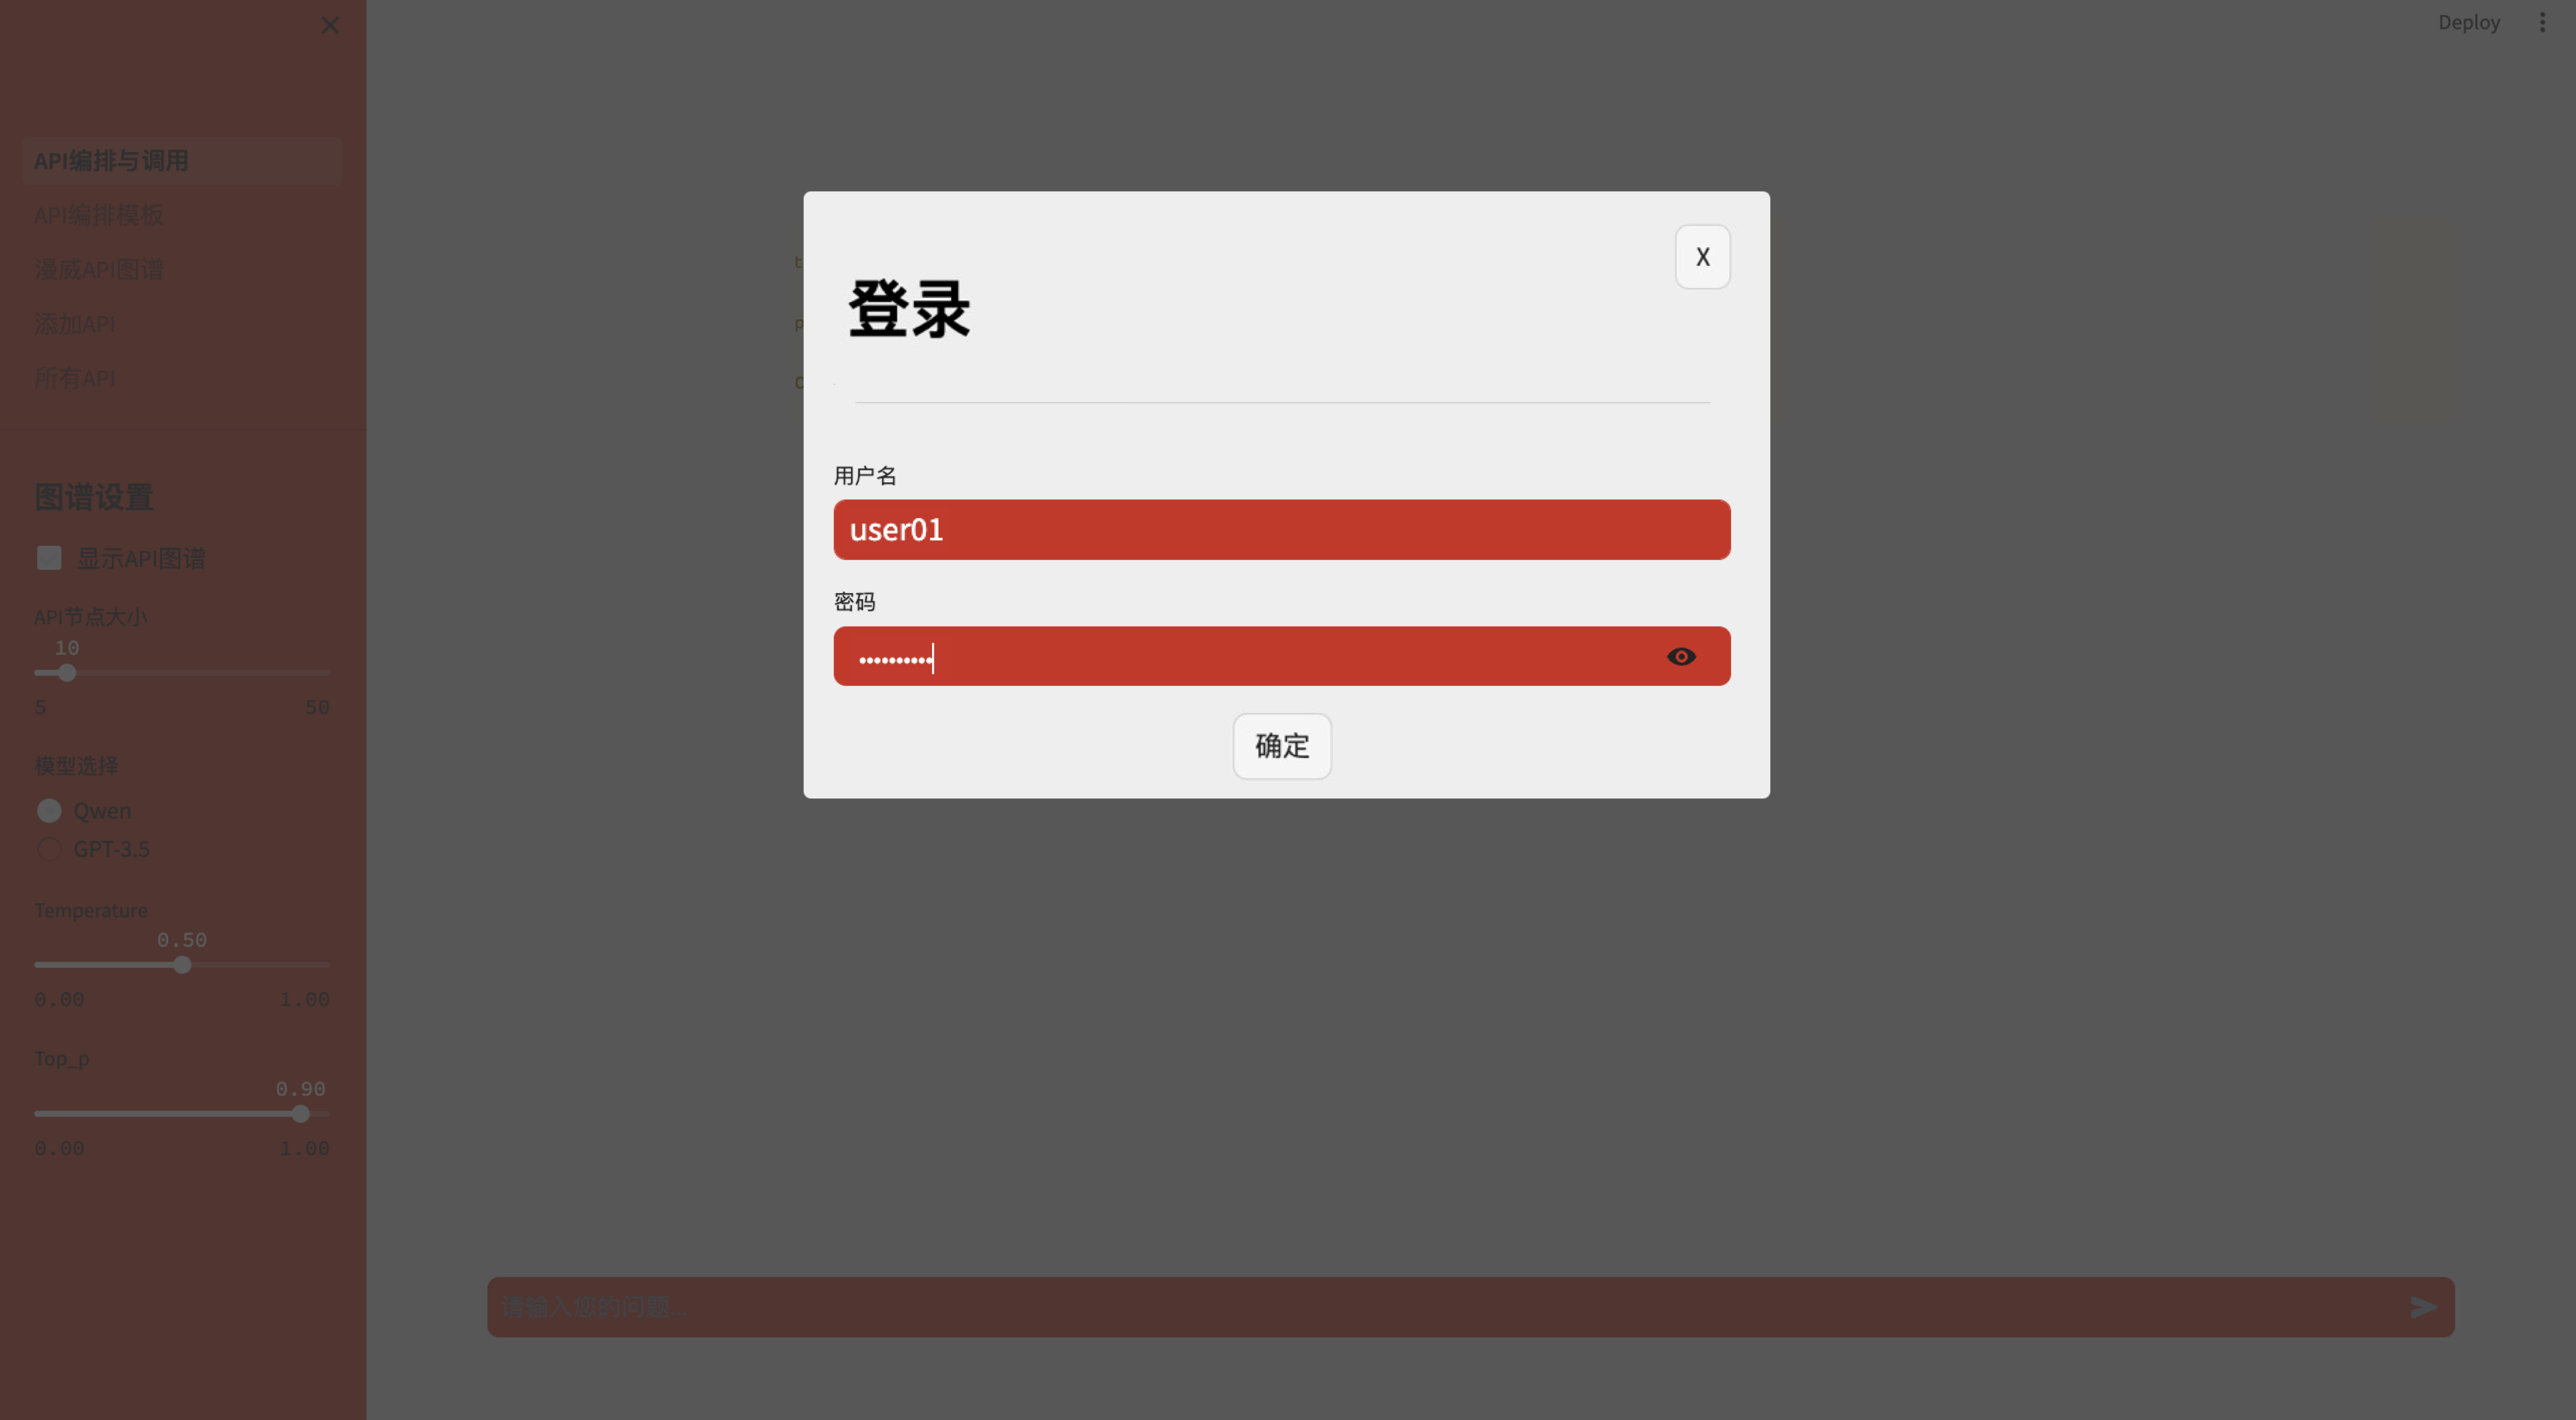 Deploy
API编排与调用
API编排模板
漫威API图谱
添加API
所有API
图谱设置
显示API图谱
API节点大小
10
5 50
模型选择
Qwen
GPT-3.5
Temperature
0.50
0.00 1.00
Top_p
0.90
0.00 1.00
X
登录
用户名
user01
密码
••••••••••
确定
请输入您的问题...